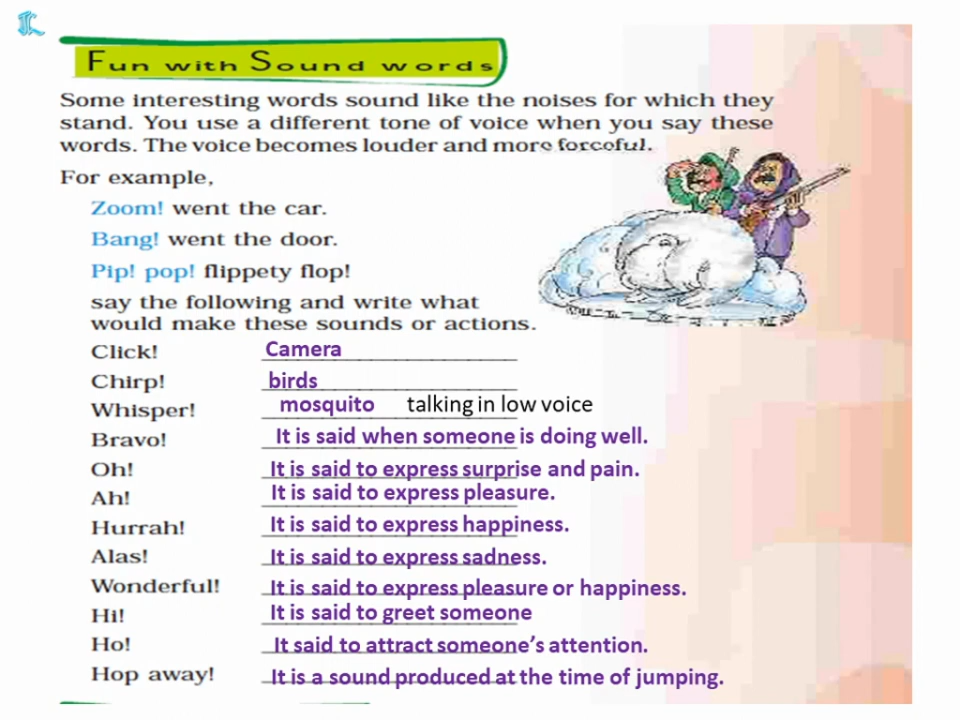 Fun with Sound words
Some interesting words sound like the noises for which they
stand. You use a different tone of voice when you say these
words. The voice becomes louder and more forceful.
For example,
Zoom! went the car.
Bang! went the door.
Pip! pop! flippety flop!
say the following and write what
would make these sounds or actions.
Click! Camera
Chirp! birds
Whisper! mosquito talking in low voice
Bravo! It is said when someone is doing well.
Oh! It is said to express surprise and pain.
Ah! It is said to express pleasure.
Hurrah! It is said to express happiness.
Alas! It is said to express sadness.
Wonderful! It is said to express pleasure or happiness.
Hi! It is said to greet someone
Ho! It said to attract someone’s attention.
Hop away! It is a sound produced at the time of jumping.